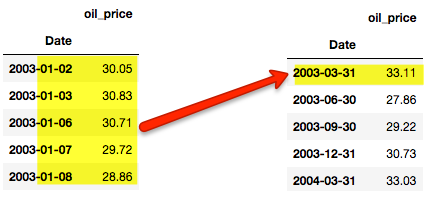 oil_price
Date
2003-01-02 30.05
2003-01-03 30.83
2003-01-06 30.71
2003-01-07 29.72
2003-01-08 28.86
oil_price
Date
2003-03-31 33.11
2003-06-30 27.86
2003-09-30 29.22
2003-12-31 30.73
2004-03-31 33.03